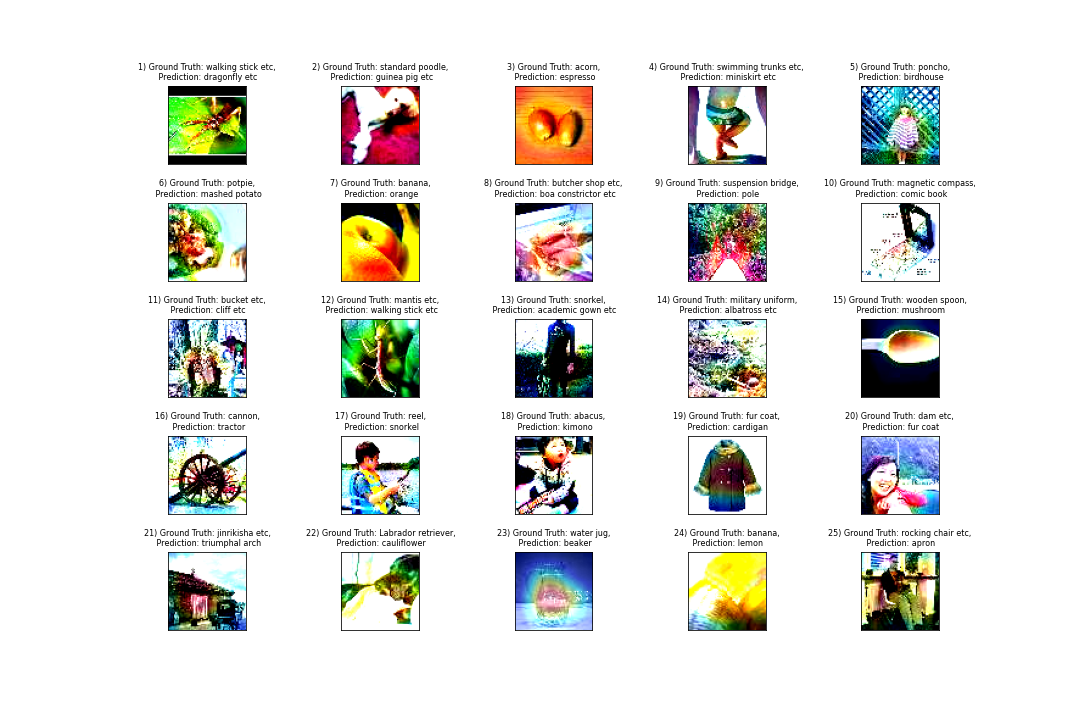 1) Ground Truth: walking stick etc,
Prediction: dragonfly etc
2) Ground Truth: standard poodle,
Prediction: guinea pig etc
3) Ground Truth: acorn,
Prediction: espresso
4) Ground Truth: swimming trunks etc,
Prediction: miniskirt etc
5) Ground Truth: poncho,
Prediction: birdhouse
6) Ground Truth: potpie,
Prediction: mashed potato
7) Ground Truth: banana,
Prediction: orange
8) Ground Truth: butcher shop etc,
Prediction: boa constrictor etc
9) Ground Truth: suspension bridge,
Prediction: pole
10) Ground Truth: magnetic compass,
Prediction: comic book
11) Ground Truth: bucket etc,
Prediction: cliff etc
12) Ground Truth: mantis etc,
Prediction: walking stick etc
13) Ground Truth: snorkel,
Prediction: academic gown etc
14) Ground Truth: military uniform,
Prediction: albatross etc
15) Ground Truth: wooden spoon,
Prediction: mushroom
16) Ground Truth: cannon,
Prediction: tractor
17) Ground Truth: reel,
Prediction: snorkel
18) Ground Truth: abacus,
Prediction: kimono
19) Ground Truth: fur coat,
Prediction: cardigan
20) Ground Truth: dam etc,
Prediction: fur coat
21) Ground Truth: jinrikisha etc,
Prediction: triumphal arch
22) Ground Truth: Labrador retriever,
Prediction: cauliflower
23) Ground Truth: water jug,
Prediction: beaker
24) Ground Truth: banana,
Prediction: lemon
25) Ground Truth: rocking chair etc,
Prediction: apron